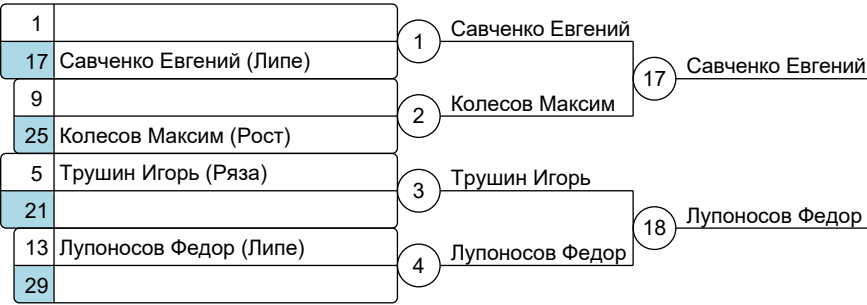 1
17 Савченко Евгений (Липе)
1
Савченко Евгений
9
25 Колесов Максим (Рост)
2
Колесов Максим
17
Савченко Евгений
5 Трушин Игорь (Ряза)
21
3
Трушин Игорь
13 Лупоносов Федор (Липе)
29
4
Лупоносов Федор
18
Лупоносов Федор